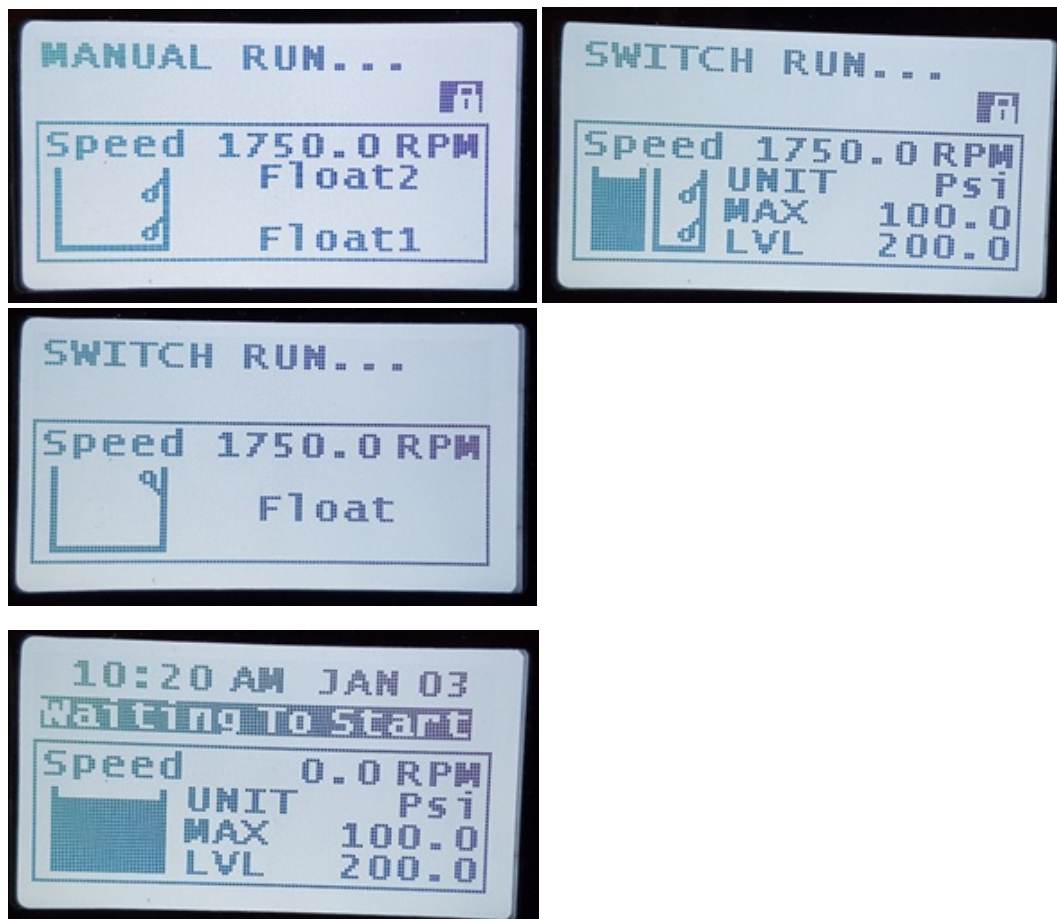 MANUAL RUN...
Speed 1750.0 RPM
Float2
Float1
SWITCH RUN...
Speed 1750.0 RPM
UNIT Psi
MAX 100.0
LVL 200.0
SWITCH RUN...
Speed 1750.0 RPM
Float
10:20 AM JAN 03
Waiting To Start
Speed 0.0 RPM
UNIT Psi
MAX 100.0
LVL 200.0